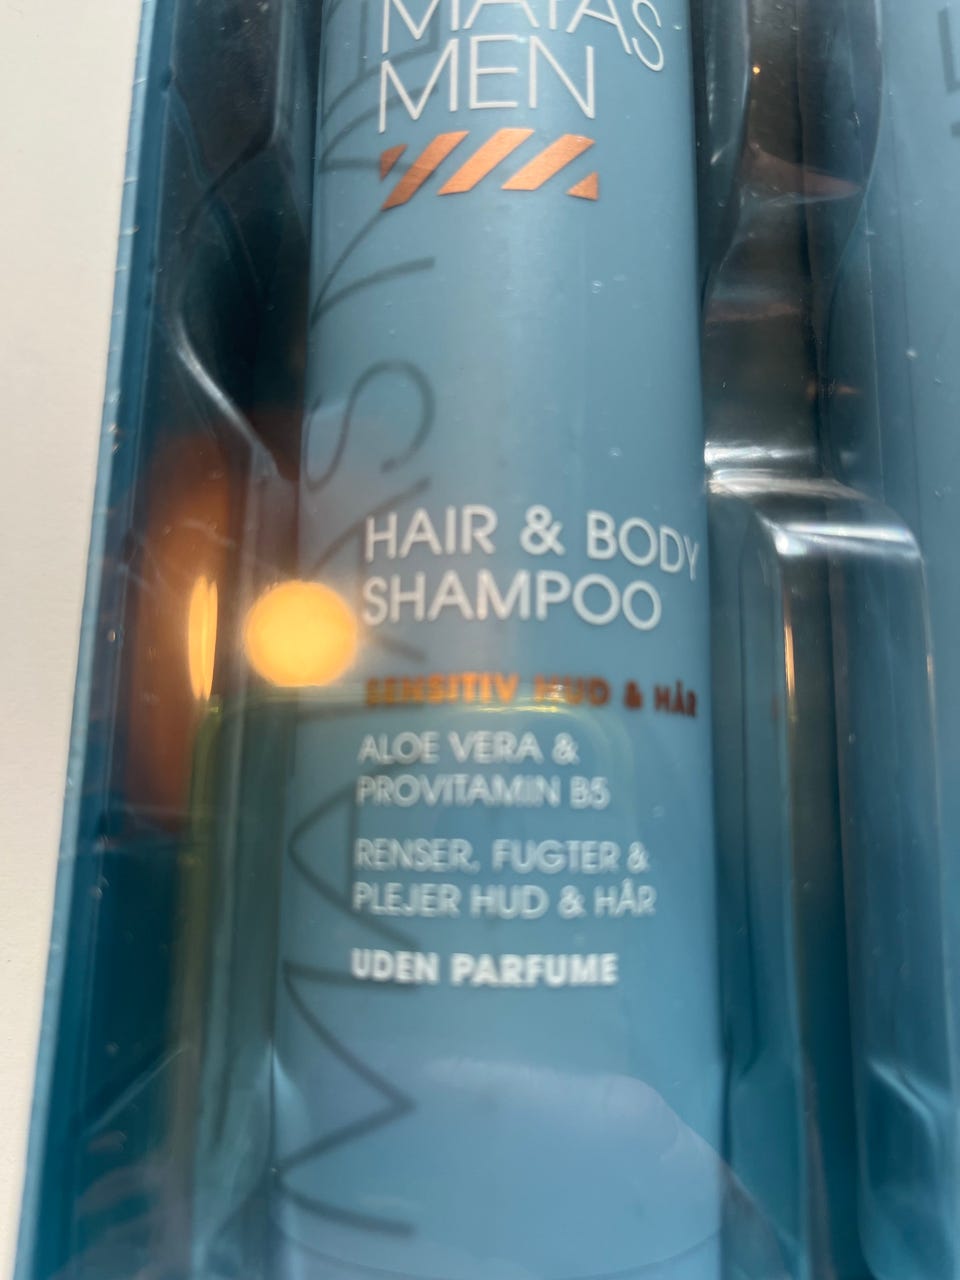 MATAS
MEN
HAIR & BODY
SHAMPOO
SENSITIV HUD & HÅR
ALOE VERA &
PROVITAMIN B5
RENSER, FUGTER &
PLEJER HUD & HÅR
UDEN PARFUME